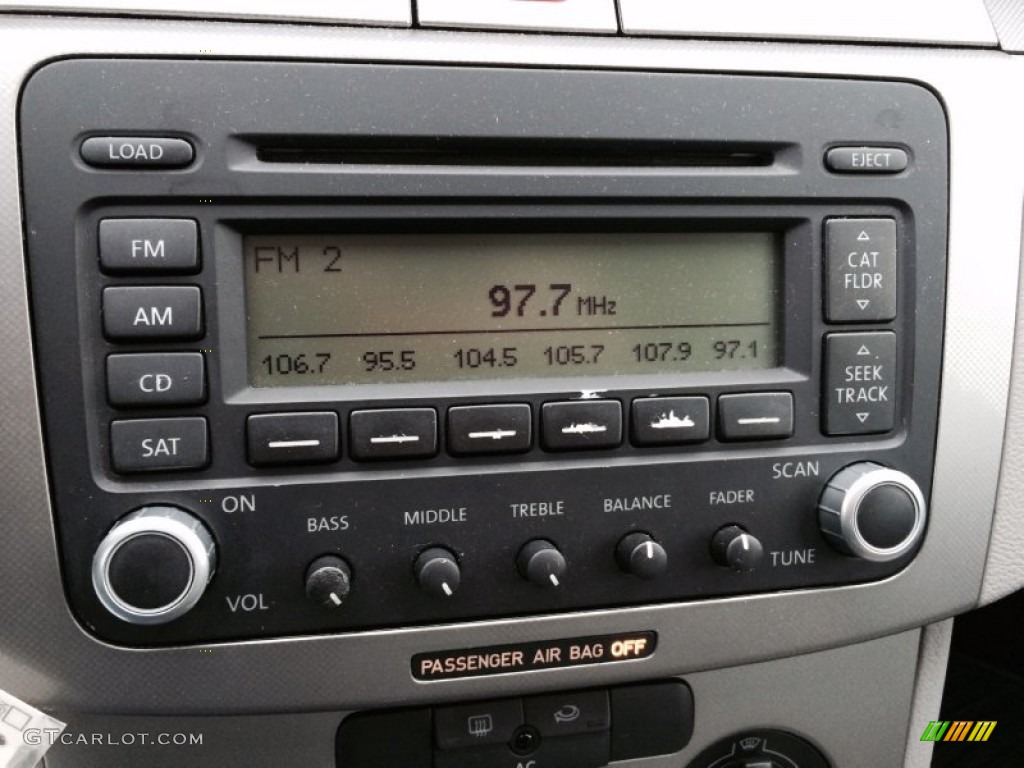 LOAD
EJECT
FM
AM
CD
SAT
FM 2
97.7 MHz
106.7 95.5 104.5 105.7 107.9 97.1
CAT
FLDR
SEEK
TRACK
ON
VOL
BASS
MIDDLE
TREBLE
BALANCE
FADER
SCAN
TUNE
PASSENGER AIR BAG OFF
AC
GTCARLOT.COM